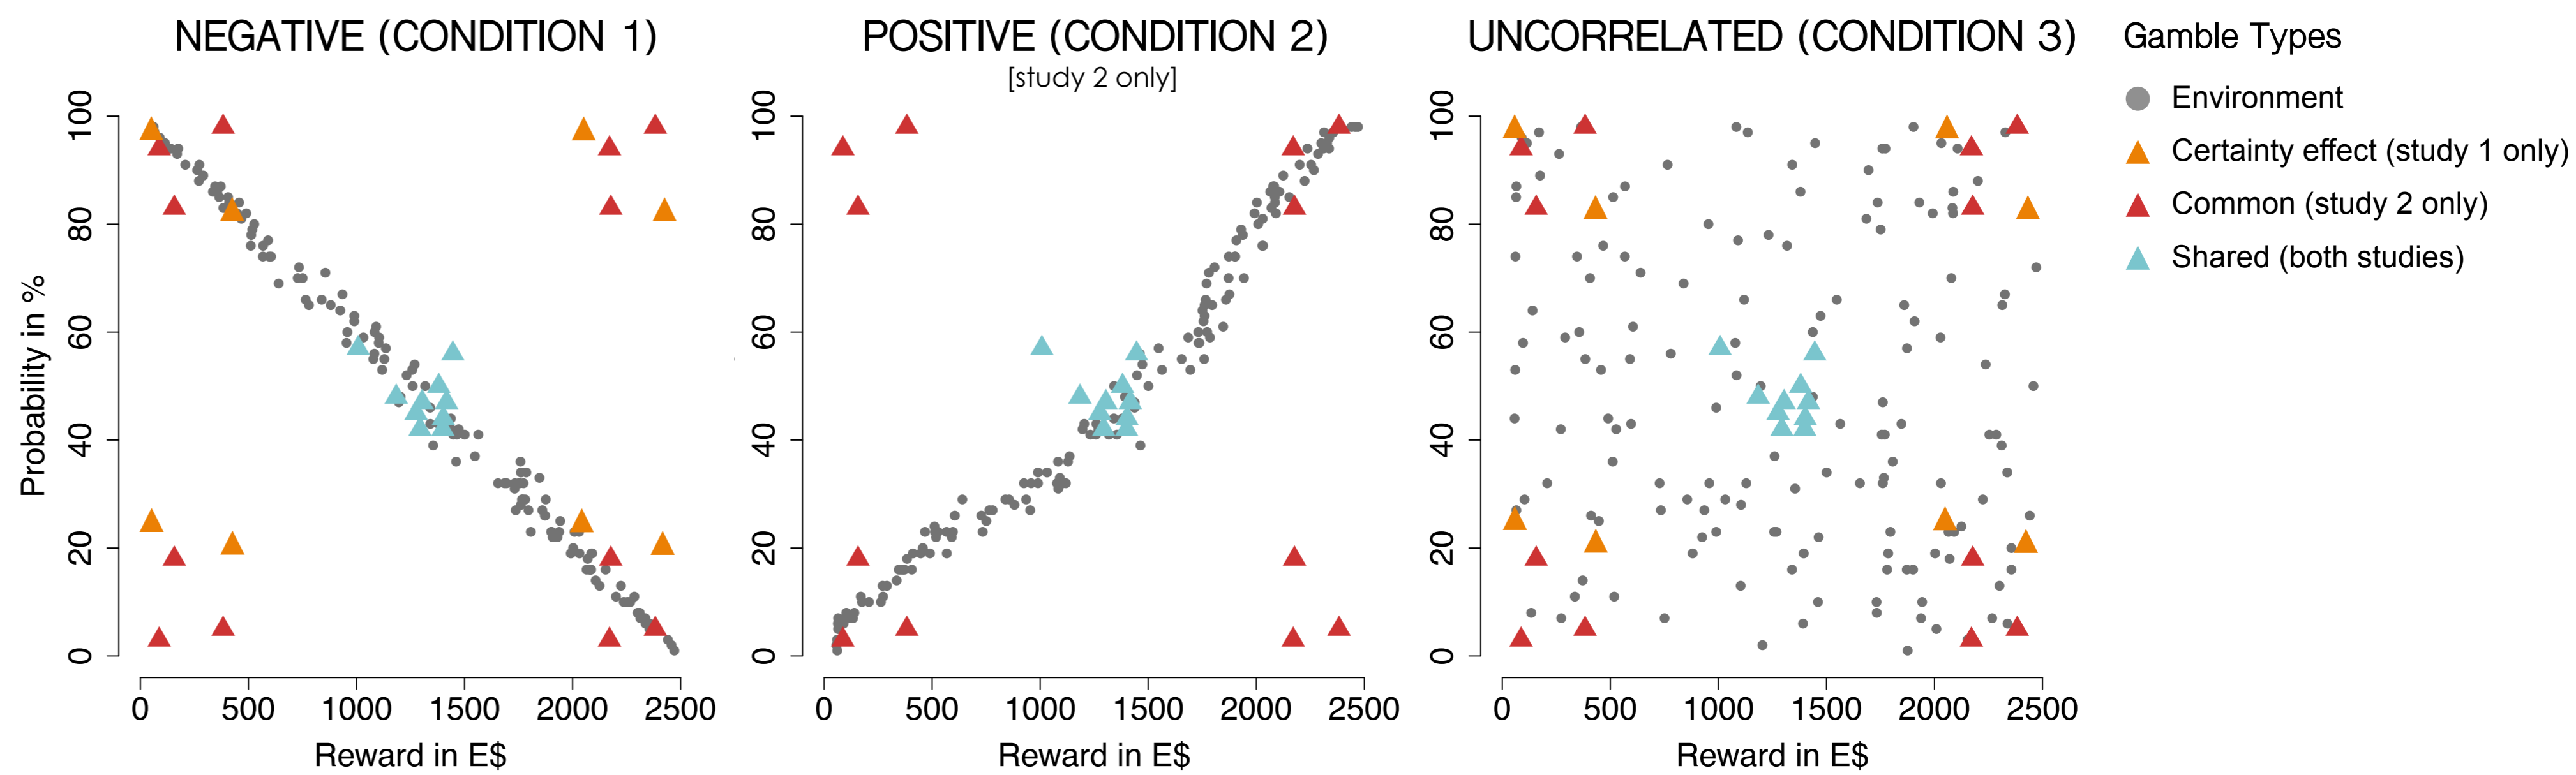 NEGATIVE (CONDITION 1)
POSITIVE (CONDITION 2)
[study 2 only]
UNCORRELATED (CONDITION 3)
Gamble Types
Environment
Certainty effect (study 1 only)
Common (study 2 only)
Shared (both studies)
Probability in %
0 20 40 60 80 100
0 500 1000 1500 2000 2500
Reward in E$
0 20 40 60 80 100
0 500 1000 1500 2000 2500
Reward in E$
0 20 40 60 80 100
0 500 1000 1500 2000 2500
Reward in E$